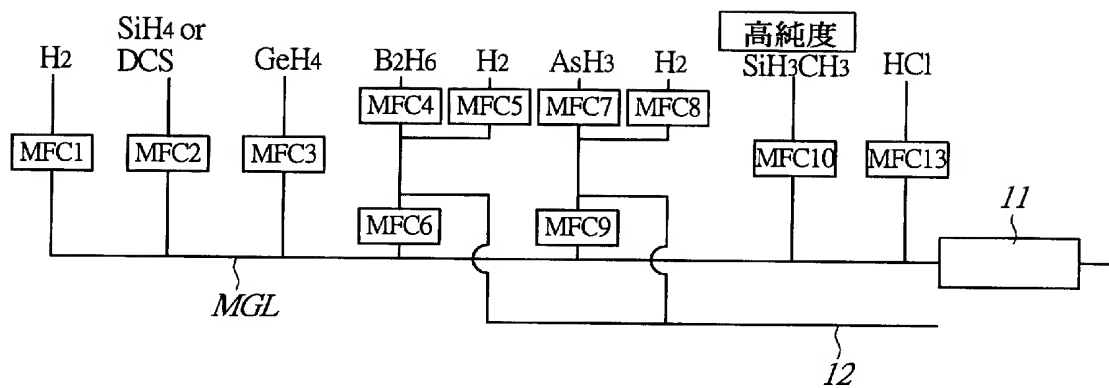 高純度
SiH4 or
H2
DCS
GeH4
B2H6
H2
AsH3
H2
SiH3CH3
HCl
MFC4
MFC5
MFC7
MFC8
MFC1
MFC2
MFC3
MFC10
MFC13
MFC6
MFC9
11
MGL
12